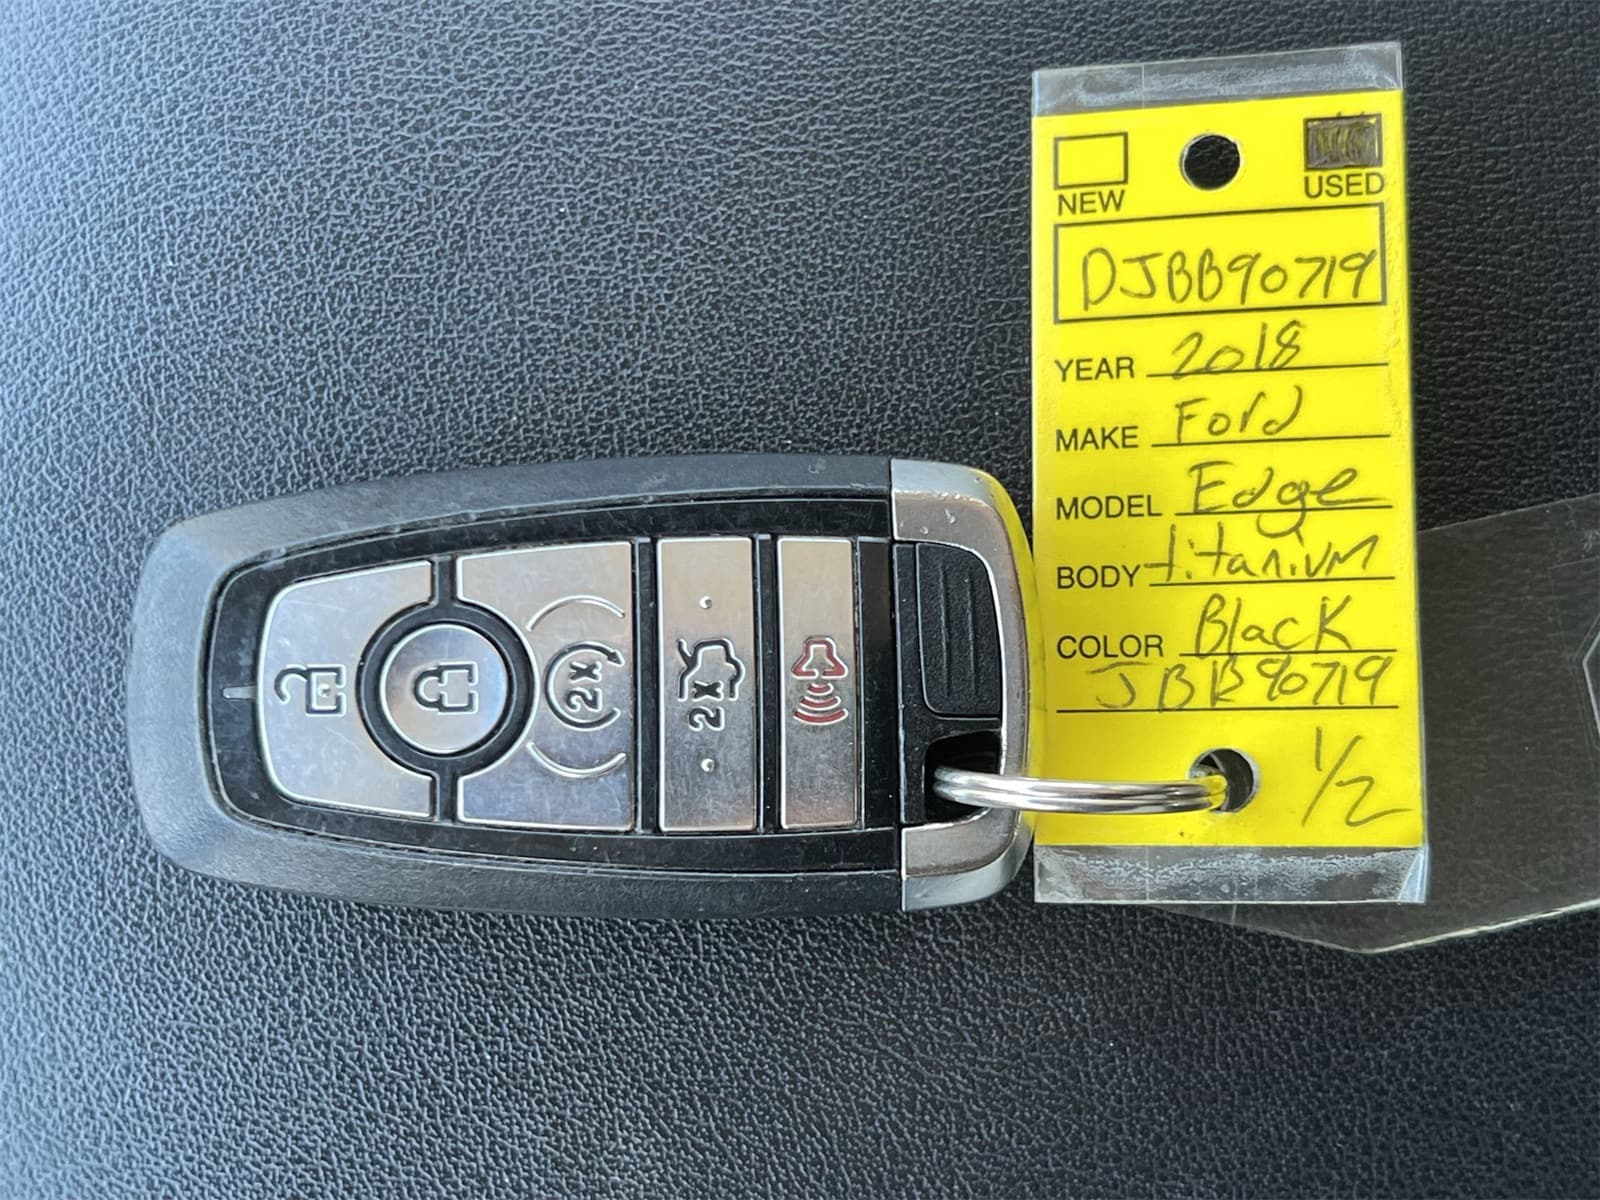 NEW USED
DJBB90719
YEAR 2018
MAKE Ford
MODEL Edge
BODY titanium
COLOR Black
JBB90719
1/2
2X
2X